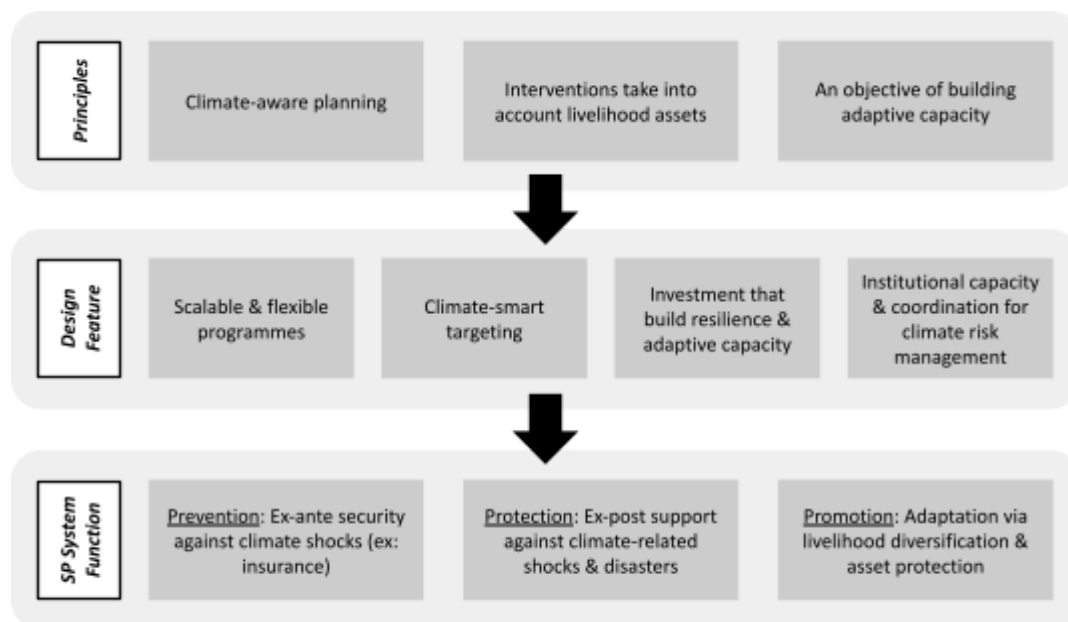 Principles
Climate-aware planning
Interventions take into
account livelihood assets
An objective of building
adaptive capacity
Design
Feature
Scalable & flexible
programmes
Climate-smart
targeting
Investment that
build resilience &
adaptive capacity
Institutional capacity
& coordination for
climate risk
management
SP System
Function
Prevention: Ex-ante security
against climate shocks (ex:
insurance)
Protection: Ex-post support
against climate-related
shocks & disasters
Promotion: Adaptation via
livelihood diversification &
asset protection